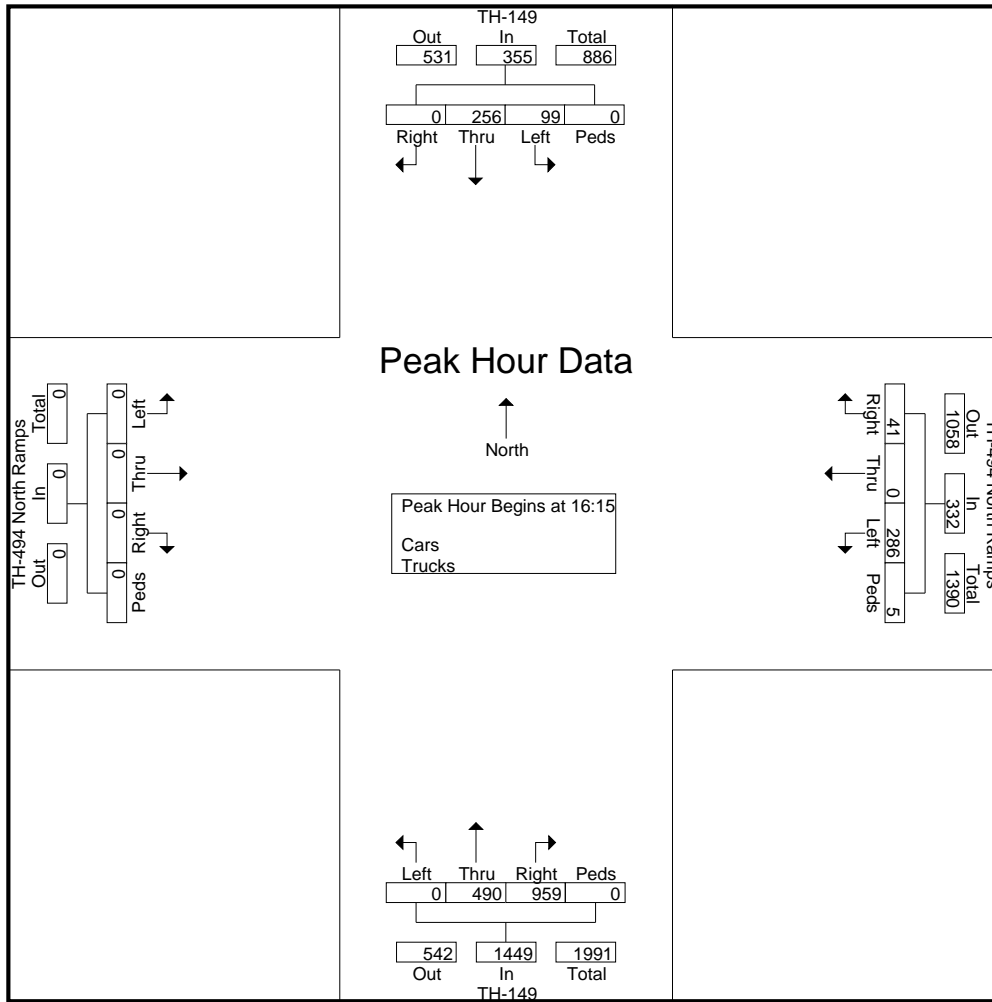 TH-149
Out In Total
531 355 886
0 256 99 0
Right Thru Left Peds
Peak Hour Data
North
Peak Hour Begins at 16:15
Cars
Trucks
TH-494 North Ramps
Total In Out
0 0 0
0 0 0 0
Left Thru Right Peds
TH-494 North Ramps
Out In Total
1058 332 1390
41 0 286 5
Right Thru Left Peds
Left Thru Right Peds
0 490 959 0
542 1449 1991
Out In Total
TH-149